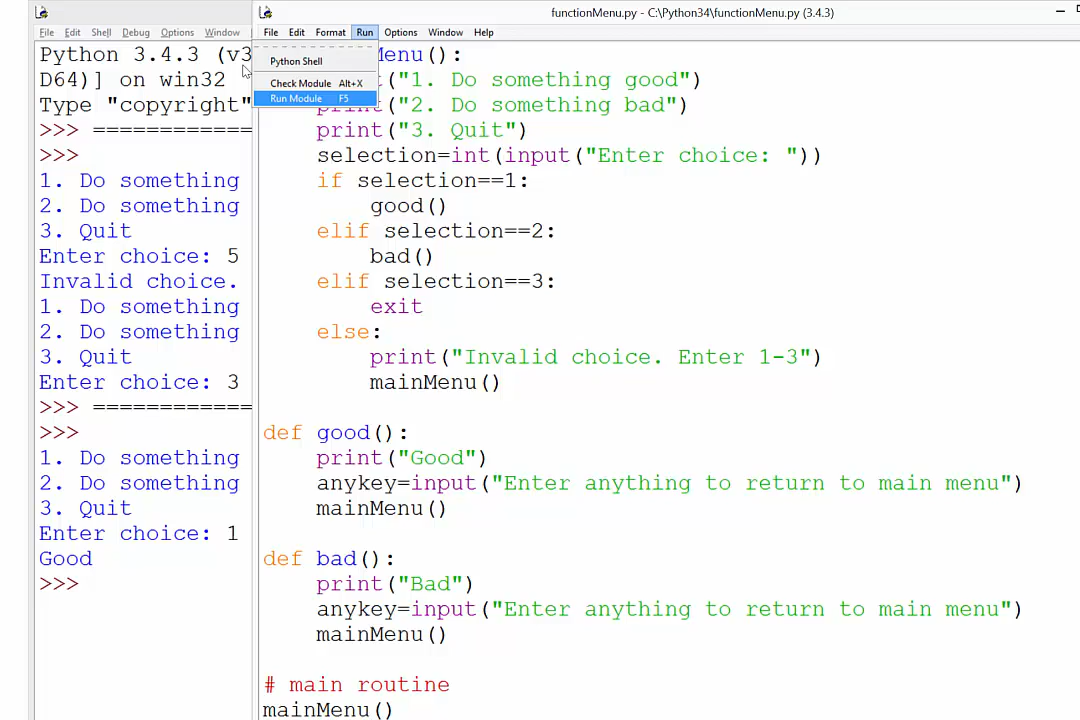 functionMenu.py - C:\Python34\functionMenu.py (3.4.3)
File Edit Shell Debug Options Window
Python 3.4.3 (v3
D64)] on win32
Type "copyright"
>>> ============
>>>
1. Do something
2. Do something
3. Quit
Enter choice: 5
Invalid choice.
1. Do something
2. Do something
3. Quit
Enter choice: 3
>>> ============
>>>
1. Do something
2. Do something
3. Quit
Enter choice: 1
Good
>>>
File Edit Format Run Options Window Help
Python Shell
Check Module Alt+X
Run Module F5
Menu():
("1. Do something good")
print("2. Do something bad")
print("3. Quit")
selection=int(input("Enter choice: "))
if selection==1:
good()
elif selection==2:
bad()
elif selection==3:
exit
else:
print("Invalid choice. Enter 1-3")
mainMenu()
def good():
print("Good")
anykey=input("Enter anything to return to main menu")
mainMenu()
def bad():
print("Bad")
anykey=input("Enter anything to return to main menu")
mainMenu()
# main routine
mainMenu()